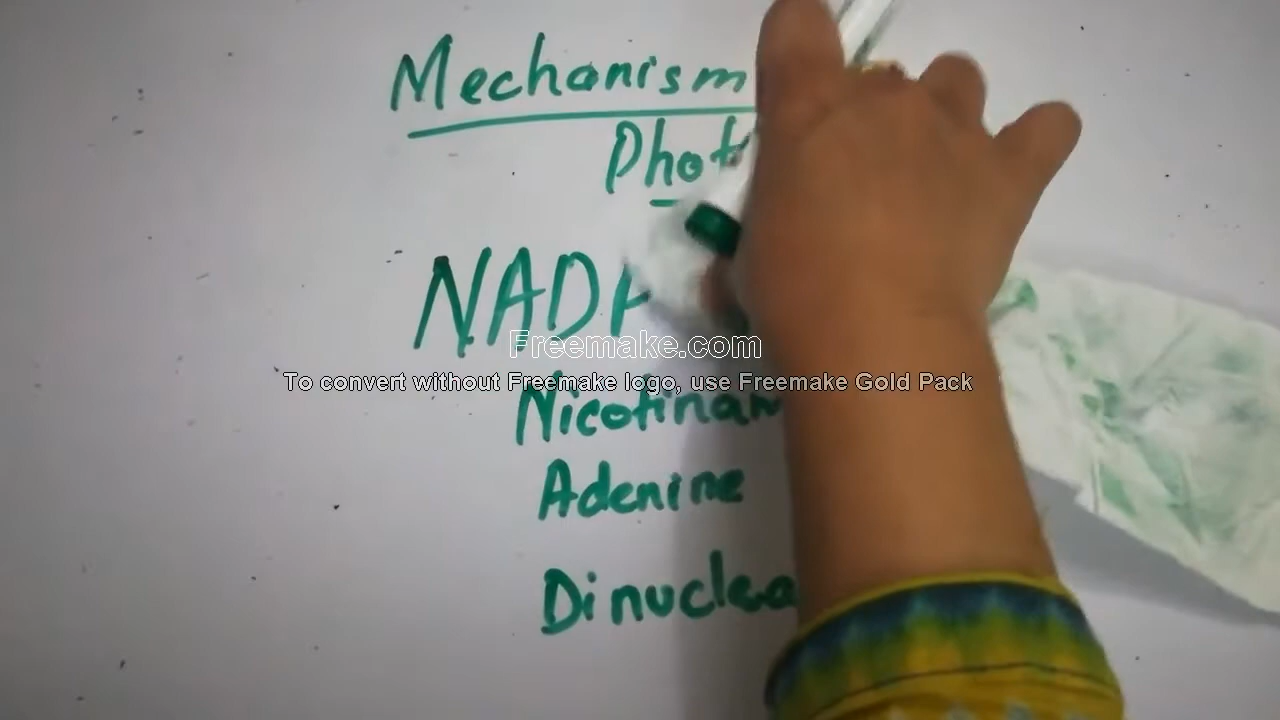 Mechanism
Phot
NADP
Freemake.com
To convert without Freemake logo, use Freemake Gold Pack
Nicotinam
Adenine
Dinuclea